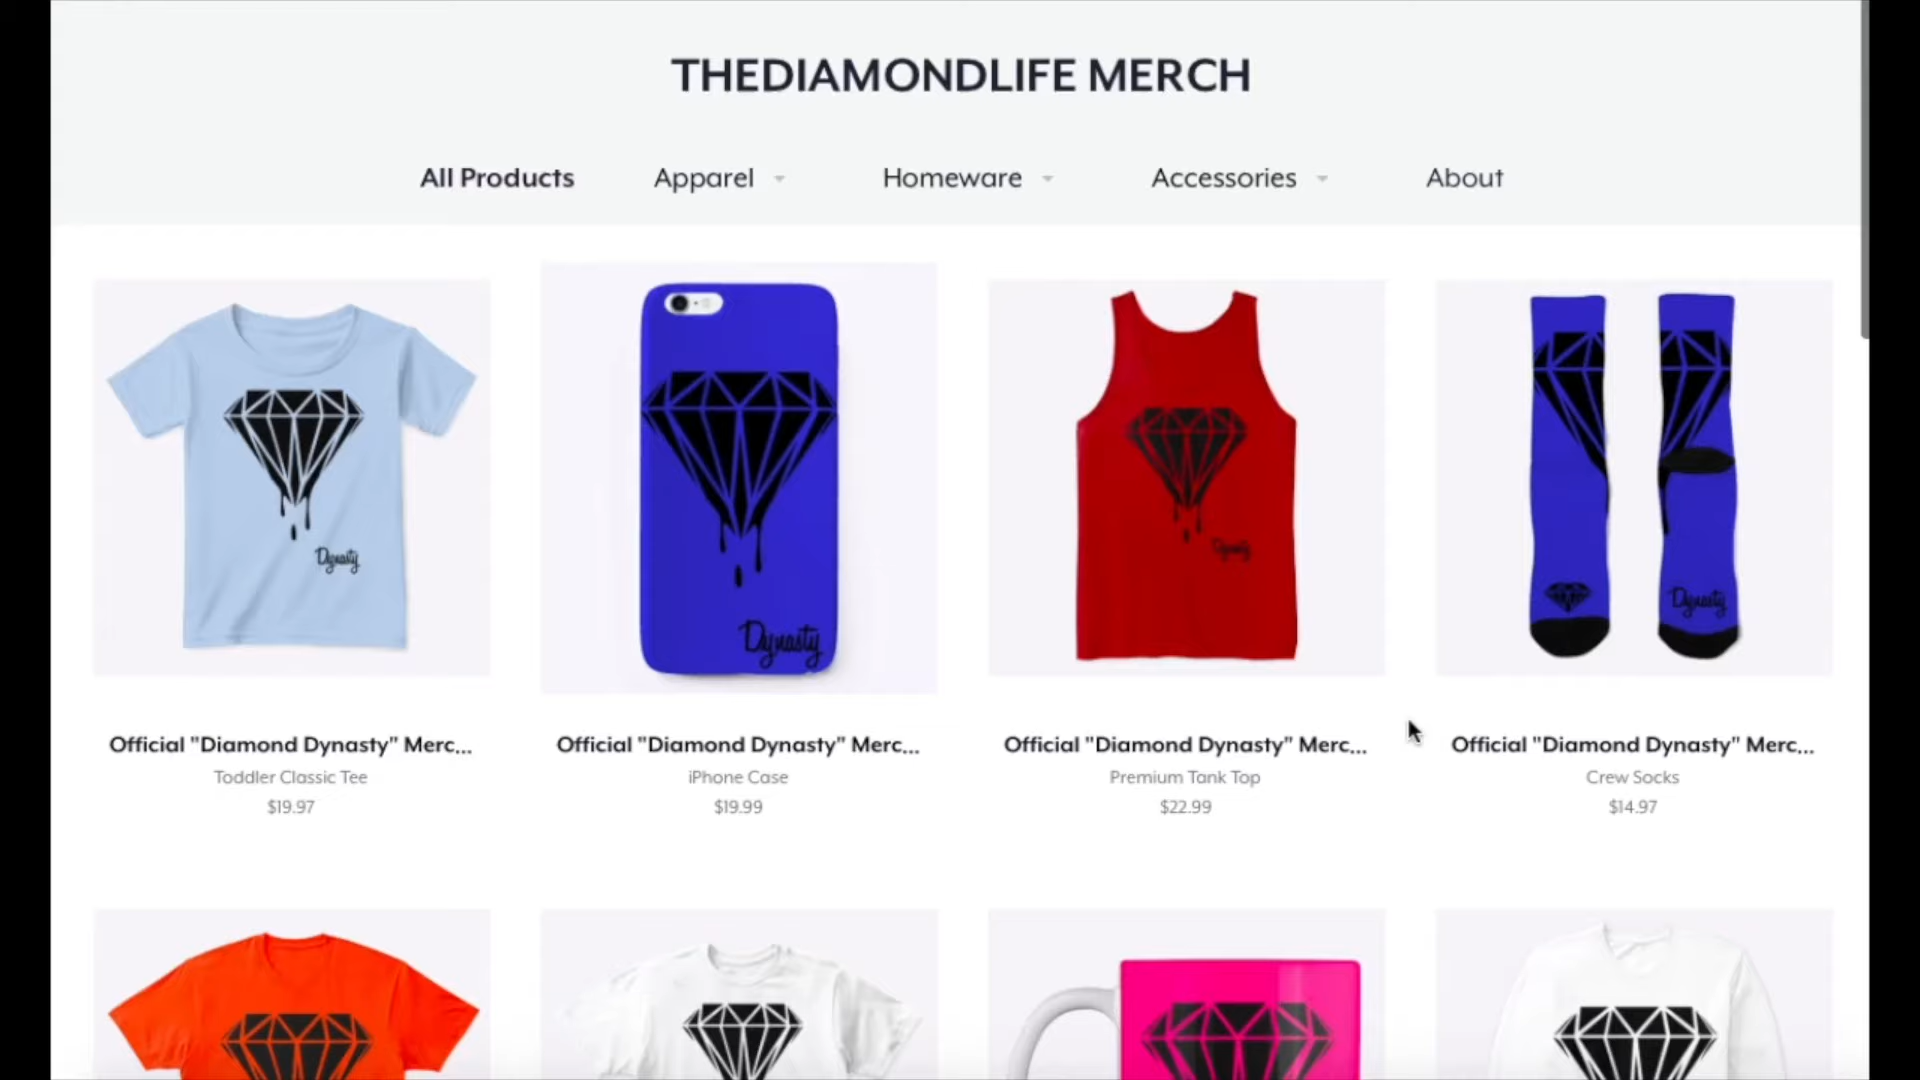 THEDIAMONDLIFE MERCH
All Products
Apparel
Homeware
Accessories
About
Dynasty
Dynasty
Dynasty
Dynasty
Official "Diamond Dynasty" Merc...
Toddler Classic Tee
$19.97
Official "Diamond Dynasty" Merc...
iPhone Case
$19.99
Official "Diamond Dynasty" Merc...
Premium Tank Top
$22.99
Official "Diamond Dynasty" Merc...
Crew Socks
$14.97